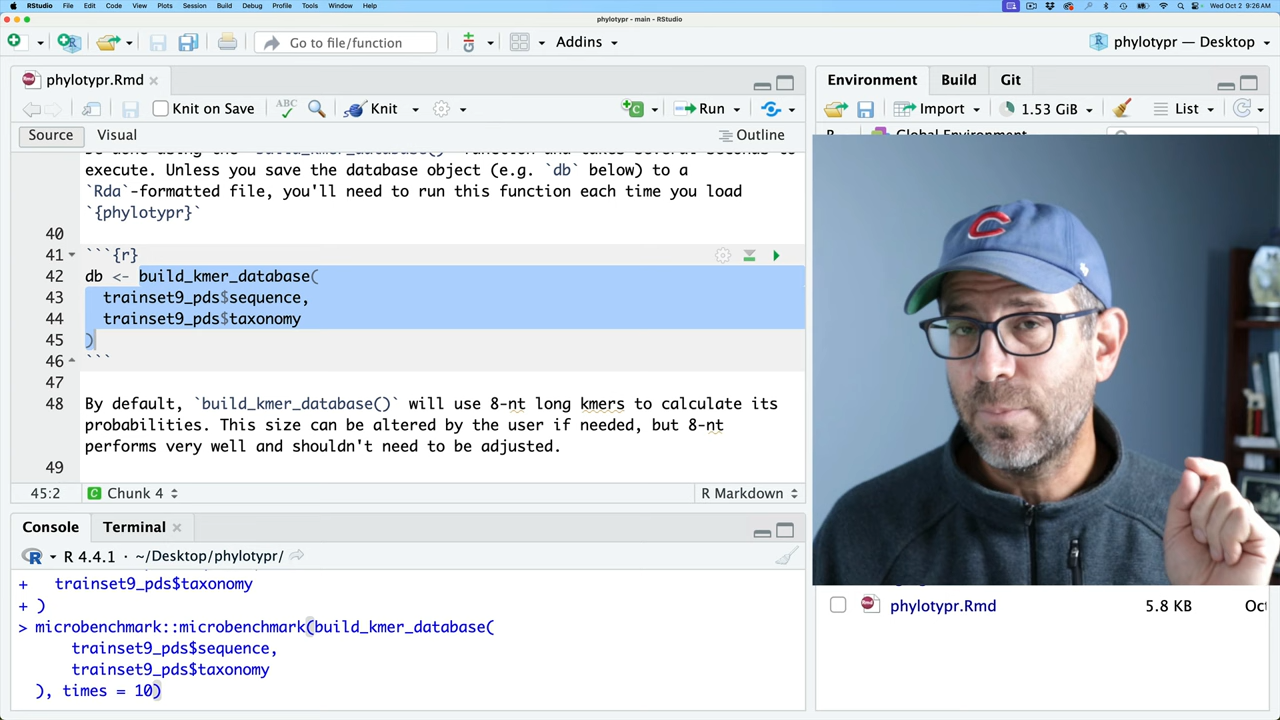 RStudio File Edit Code View Plots Session Build Debug Profile Tools Window Help
Wed Oct 2 9:26 AM
phylotypr - main - RStudio
Go to file/function
Addins
phylotypr — Desktop
phylotypr.Rmd
Knit on Save
ABC
Knit
Run
Source Visual
Outline
execute. Unless you save the database object (e.g. `db` below) to a
`Rda`-formatted file, you'll need to run this function each time you load
`{phylotypr}`
40
41 ```{r}
42 db <- build_kmer_database(
43 trainset9_pds$sequence,
44 trainset9_pds$taxonomy
45 )
46 ```
47
48 By default, `build_kmer_database()` will use 8-nt long kmers to calculate its
probabilities. This size can be altered by the user if needed, but 8-nt
performs very well and shouldn't need to be adjusted.
49
45:2 C Chunk 4
R Markdown
Console Terminal
R R 4.4.1 · ~/Desktop/phylotypr/
+ trainset9_pds$taxonomy
+ )
> microbenchmark::microbenchmark(build_kmer_database(
trainset9_pds$sequence,
trainset9_pds$taxonomy
), times = 10)
Environment Build Git
Import 1.53 GiB List
Global Environment
C
phylotypr.Rmd 5.8 KB Oct